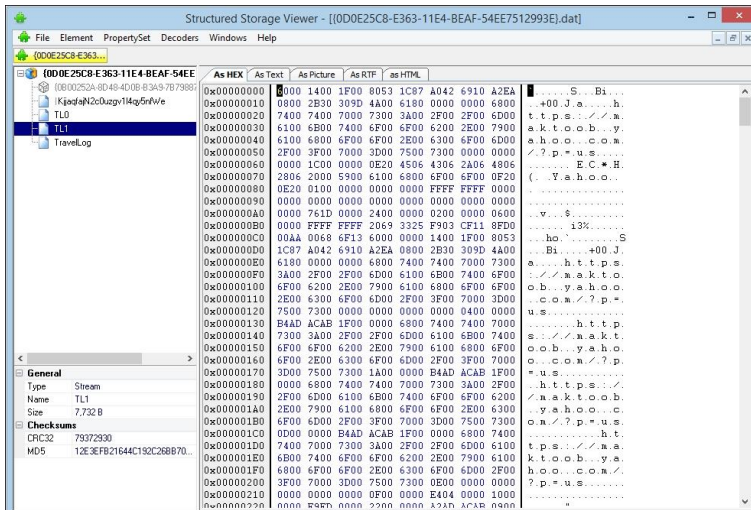 Structured Storage Viewer - [{0D0E25C8-E363-11E4-BEAF-54EE7512993E}.dat]
File Element PropertySet Decoders Windows Help
{0D0E25C8-E363...
{0D0E25C8-E363-11E4-BEAF-54EE
TL0
TL1
TravelLog
As HEX As Text As Picture As RTF as HTML
0x00000000 6000 1400 1F00 8053 1C87 A042 6910 A2EA `......S...Bi...
0x00000010 0800 2B30 309D 4A00 6180 0000 0000 6800 ..+00.J.a.....h.
0x00000020 7400 7400 7000 7300 3A00 2F00 2F00 6D00 t.t.p.s.:././.m.
0x00000030 6100 6B00 7400 6F00 6F00 6200 2E00 7900 a.k.t.o.o.b...y.
0x00000040 6100 6800 6F00 6F00 2E00 6300 6F00 6D00 a.h.o.o...c.o.m.
0x00000050 2F00 3F00 7000 3D00 7500 7300 0000 0000 /.?.p.=.u.s.....
0x00000060 0000 1C00 0000 0E20 4506 4306 2A06 4806 ....... E.C.*.H.
0x00000070 2806 2000 5900 6100 6800 6F00 6F00 0F20 (. .Y.a.h.o.o..
0x00000080 0E20 0100 0000 0000 0000 FFFF FFFF 0000
0x00000090 0000 0000 0000 0000 0000 0000 0000 0000 ................
0x000000A0 0000 761D 0000 2400 0000 0200 0000 0600 ..v...$.........
0x000000B0 0000 FFFF FFFF 2069 3325 F903 CF11 8FD0 ...... i3%......
0x000000C0 00AA 0068 6F13 6000 0000 1400 1F00 8053 ...ho.`........S
0x000000D0 1C87 A042 6910 A2EA 0800 2B30 309D 4A00 ...Bi.....+00.J.
0x000000E0 6180 0000 0000 6800 7400 7400 7000 7300 a.....h.t.t.p.s.
0x000000F0 3A00 2F00 2F00 6D00 6100 6B00 7400 6F00 :././.m.a.k.t.o.
0x00000100 6F00 6200 2E00 7900 6100 6800 6F00 6F00 o.b...y.a.h.o.o.
0x00000110 2E00 6300 6F00 6D00 2F00 3F00 7000 3D00 ..c.o.m./.?.p.=.
0x00000120 7500 7300 0000 0000 0000 0000 0400 0000 u.s.............
0x00000130 B4AD ACAB 1F00 0000 6800 7400 7400 7000 ........h.t.t.p.
0x00000140 7300 3A00 2F00 2F00 6D00 6100 6B00 7400 s.:././.m.a.k.t.
0x00000150 6F00 6F00 6200 2E00 7900 6100 6800 6F00 o.o.b...y.a.h.o.
0x00000160 6F00 2E00 6300 6F00 6D00 2F00 3F00 7000 o...c.o.m./.?.p.
0x00000170 3D00 7500 7300 1A00 0000 B4AD ACAB 1F00 =.u.s...........
0x00000180 0000 6800 7400 7400 7000 7300 3A00 2F00 ..h.t.t.p.s.:./.
0x00000190 2F00 6D00 6100 6B00 7400 6F00 6F00 6200 /.m.a.k.t.o.o.b.
0x000001A0 2E00 7900 6100 6800 6F00 6F00 2E00 6300 ..y.a.h.o.o...c.
0x000001B0 6F00 6D00 2F00 3F00 7000 3D00 7500 7300 o.m./.?.p.=.u.s.
0x000001C0 0D00 0000 B4AD ACAB 1F00 0000 6800 7400 ............h.t.
0x000001D0 7400 7000 7300 3A00 2F00 2F00 6D00 6100 t.p.s.:././.m.a.
0x000001E0 6B00 7400 6F00 6F00 6200 2E00 7900 6100 k.t.o.o.b...y.a.
0x000001F0 6800 6F00 6F00 2E00 6300 6F00 6D00 2F00 h.o.o...c.o.m./.
0x00000200 3F00 7000 3D00 7500 7300 0E00 0000 0000 ?.p.=.u.s.......
0x00000210 0000 0000 0000 0F00 0000 E404 0000 1000 ................
General
Type Stream
Name TL1
Size 7,732 B
Checksums
CRC32 79372930
MD5 12E3EFB21644C192C26BB70...